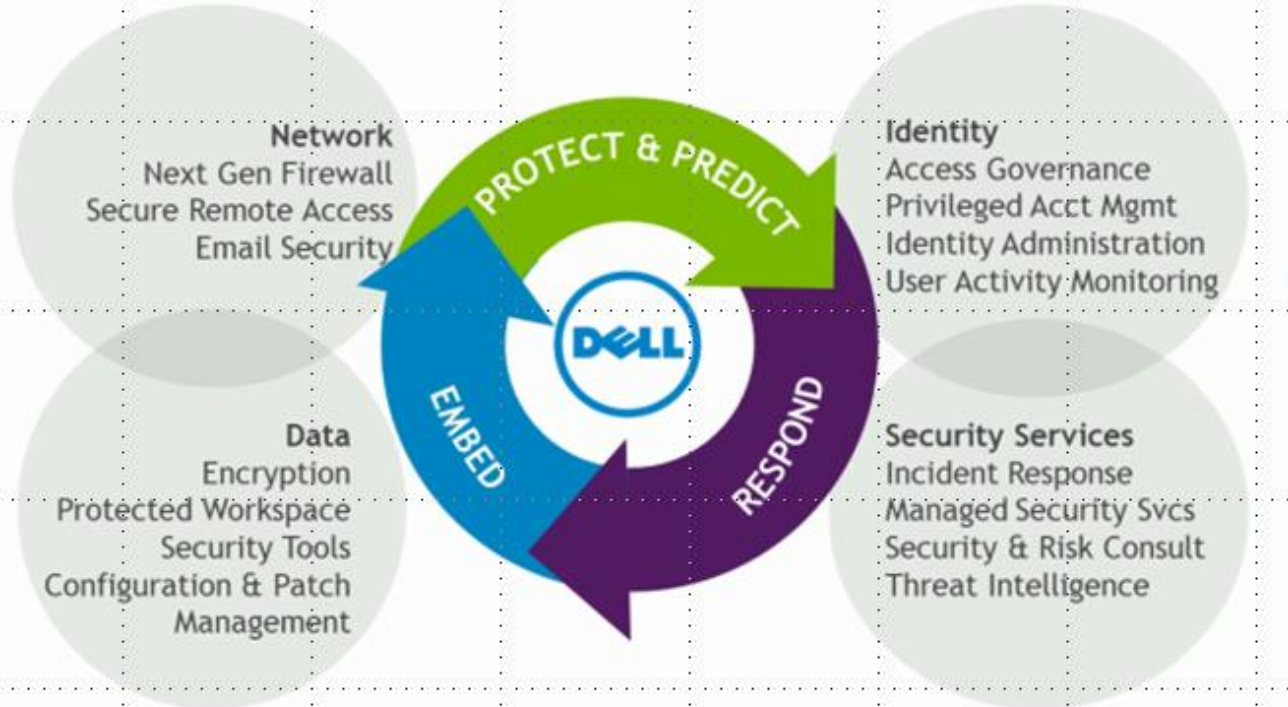 Network
Next Gen Firewall
Secure Remote Access
Email Security
PROTECT & PREDICT
Identity
Access Governance
Privileged Acct Mgmt
Identity Administration
User Activity Monitoring
DELL
EMBED
RESPOND
Data
Encryption
Protected Workspace
Security Tools
Configuration & Patch
Management
Security Services
Incident Response
Managed Security Svcs
Security & Risk Consult
Threat Intelligence